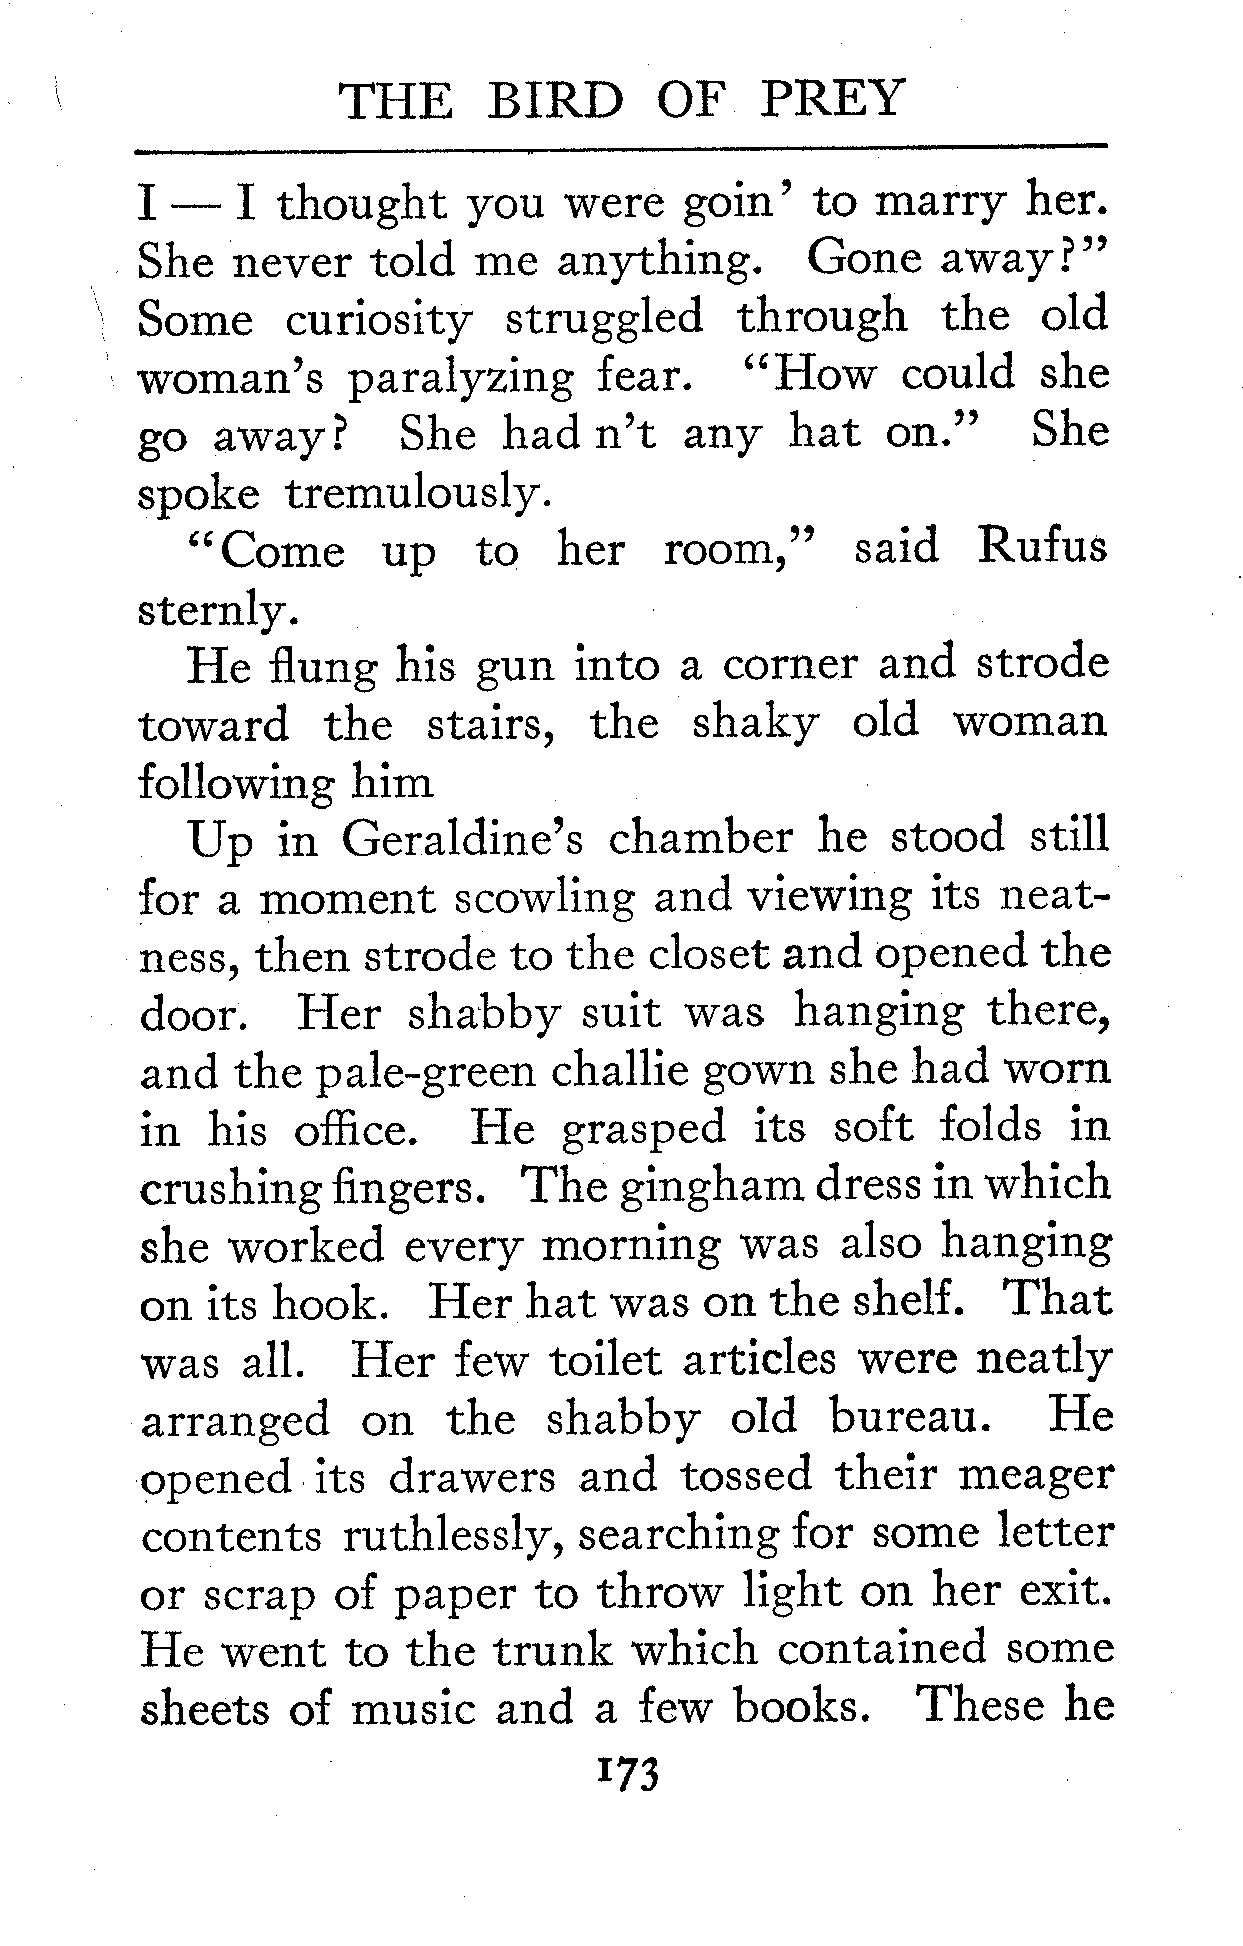 THE BIRD OF PREY
I — I thought you were goin' to marry her.
She never told me anything. Gone away?"
Some curiosity struggled through the old
woman's paralyzing fear. "How could she
go away? She had n't any hat on." She
spoke tremulously.
"Come up to her room," said Rufus
sternly.
He flung his gun into a corner and strode
toward the stairs, the shaky old woman
following him
Up in Geraldine's chamber he stood still
for a moment scowling and viewing its neat-
ness, then strode to the closet and opened the
door. Her shabby suit was hanging there,
and the pale-green challie gown she had worn
in his office. He grasped its soft folds in
crushing fingers. The gingham dress in which
she worked every morning was also hanging
on its hook. Her hat was on the shelf. That
was all. Her few toilet articles were neatly
arranged on the shabby old bureau. He
opened its drawers and tossed their meager
contents ruthlessly, searching for some letter
or scrap of paper to throw light on her exit.
He went to the trunk which contained some
sheets of music and a few books. These he
173